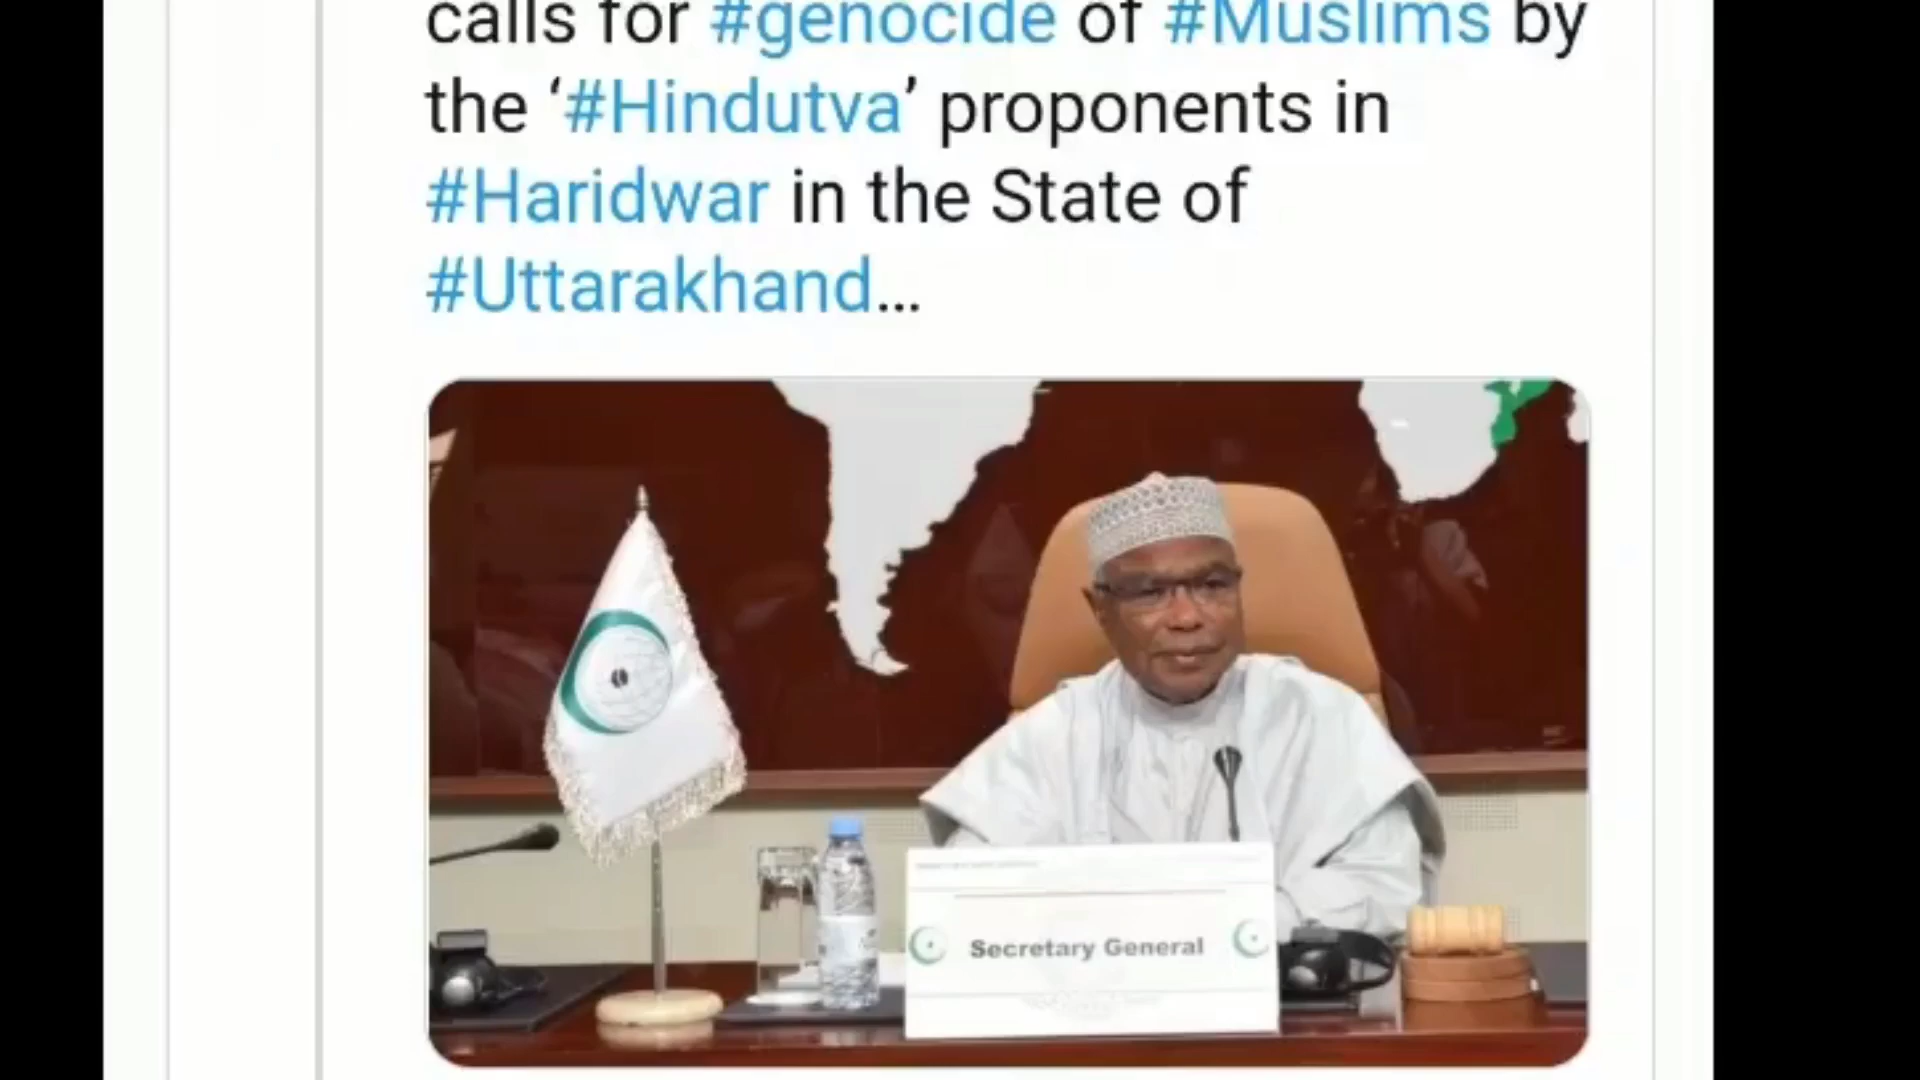 calls for #genocide of #Muslims by
the ‘#Hindutva’ proponents in
#Haridwar in the State of
#Uttarakhand...
Secretary General